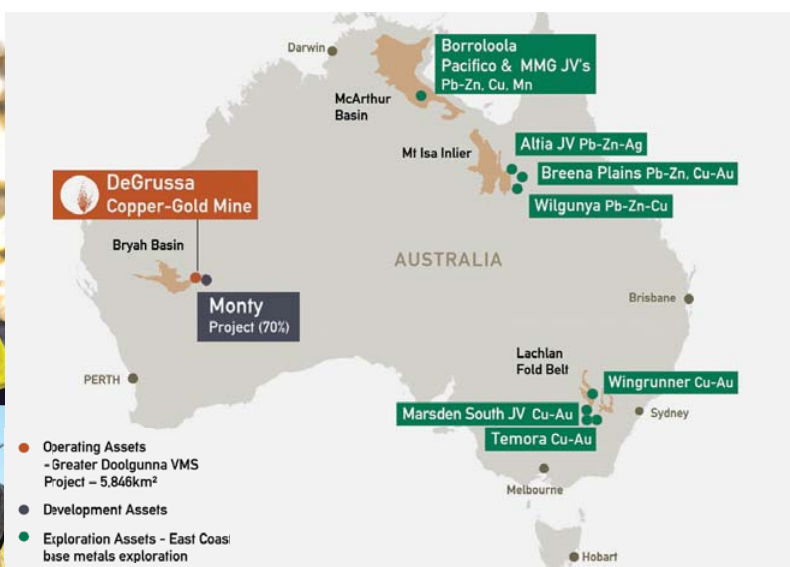 Darwin
Borroloola
Pacifico & MMG JV's
Pb-Zn, Cu, Mn
McArthur
Basin
Mt Isa Inlier
Altia JV Pb-Zn-Ag
Breena Plains Pb-Zn, Cu-Au
Wilgunya Pb-Zn-Cu
DeGrussa
Copper-Gold Mine
Bryah Basin
AUSTRALIA
Monty
Project (70%)
Brisbane
Lachlan
Fold Belt
PERTH
Wingrunner Cu-Au
Marsden South JV Cu-Au
Sydney
Temora Cu-Au
Operating Assets
- Greater Doolgunna VMS
Project – 5,846km²
Melbourne
Development Assets
Exploration Assets - East Coast
base metals exploration
Hobart